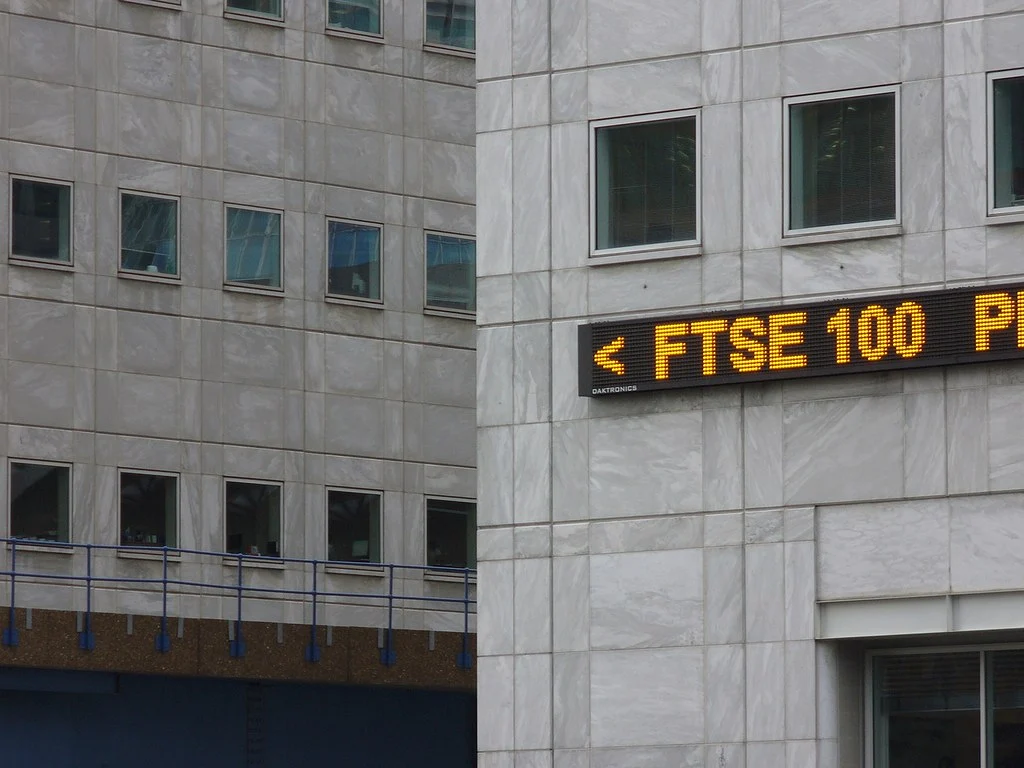 < FTSE 100 P
DAKTRONICS